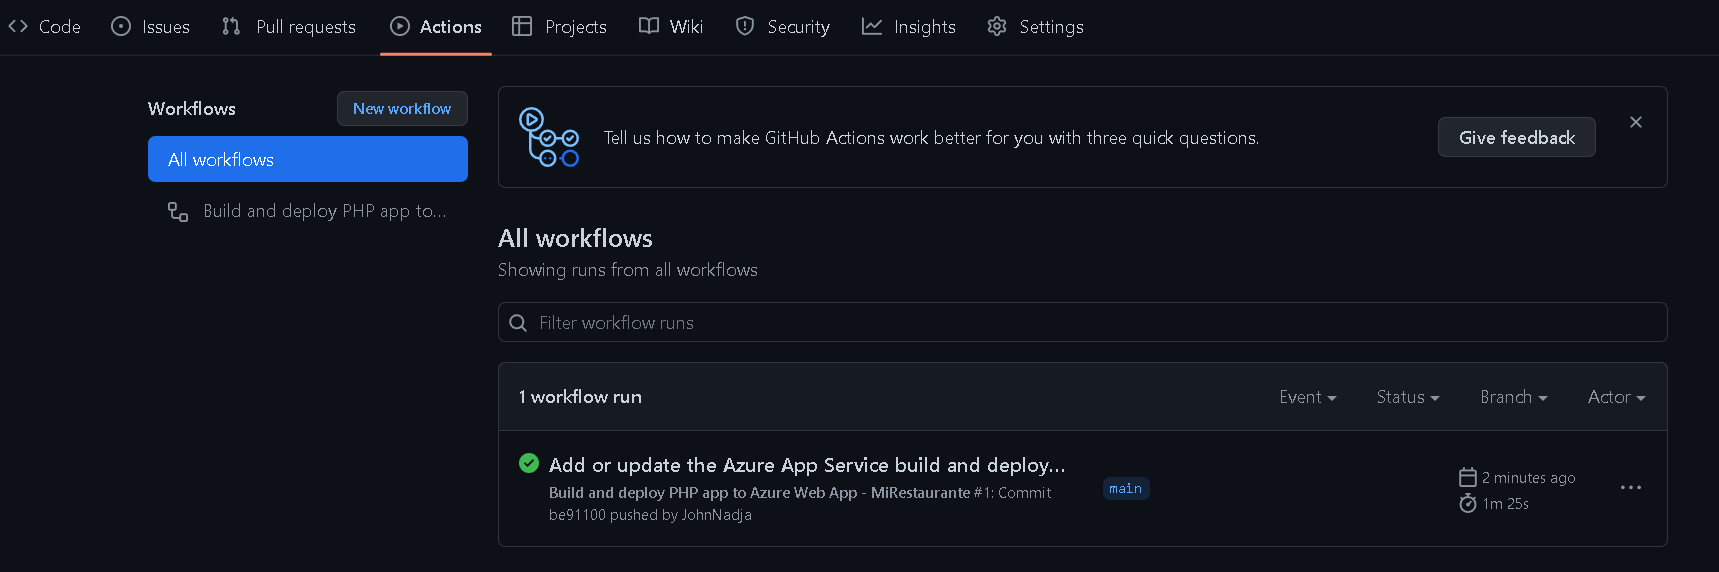 Code Issues Pull requests Actions Projects Wiki Security Insights Settings
Workflows New workflow
All workflows
Build and deploy PHP app to...
Tell us how to make GitHub Actions work better for you with three quick questions. Give feedback
All workflows
Showing runs from all workflows
Filter workflow runs
1 workflow run Event Status Branch Actor
Add or update the Azure App Service build and deploy...
Build and deploy PHP app to Azure Web App - MiRestaurante #1: Commit
be91100 pushed by JohnNadja
main
2 minutes ago
1m 25s